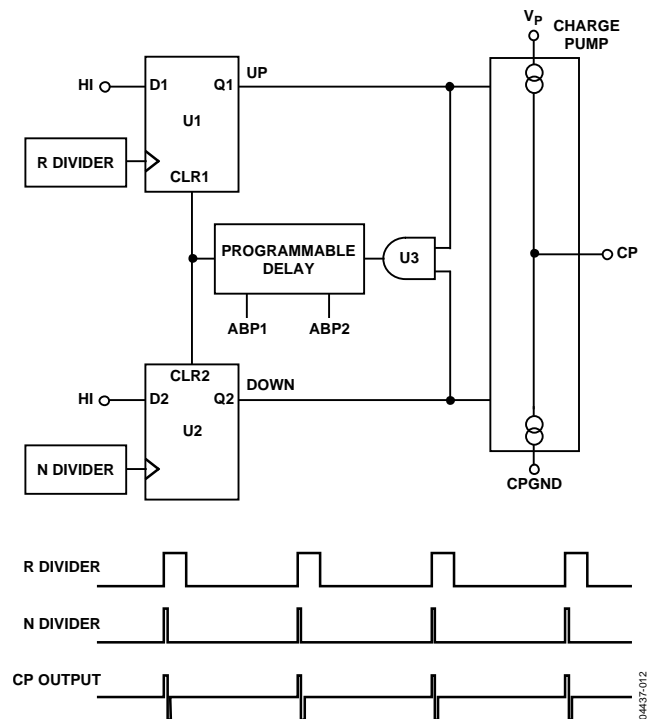 VP
CHARGE
PUMP
HI
D1
Q1
UP
U1
R DIVIDER
CLR1
PROGRAMMABLE
DELAY
U3
CP
ABP1
ABP2
CLR2
HI
D2
Q2
DOWN
U2
N DIVIDER
CPGND
R DIVIDER
N DIVIDER
CP OUTPUT
04437-012